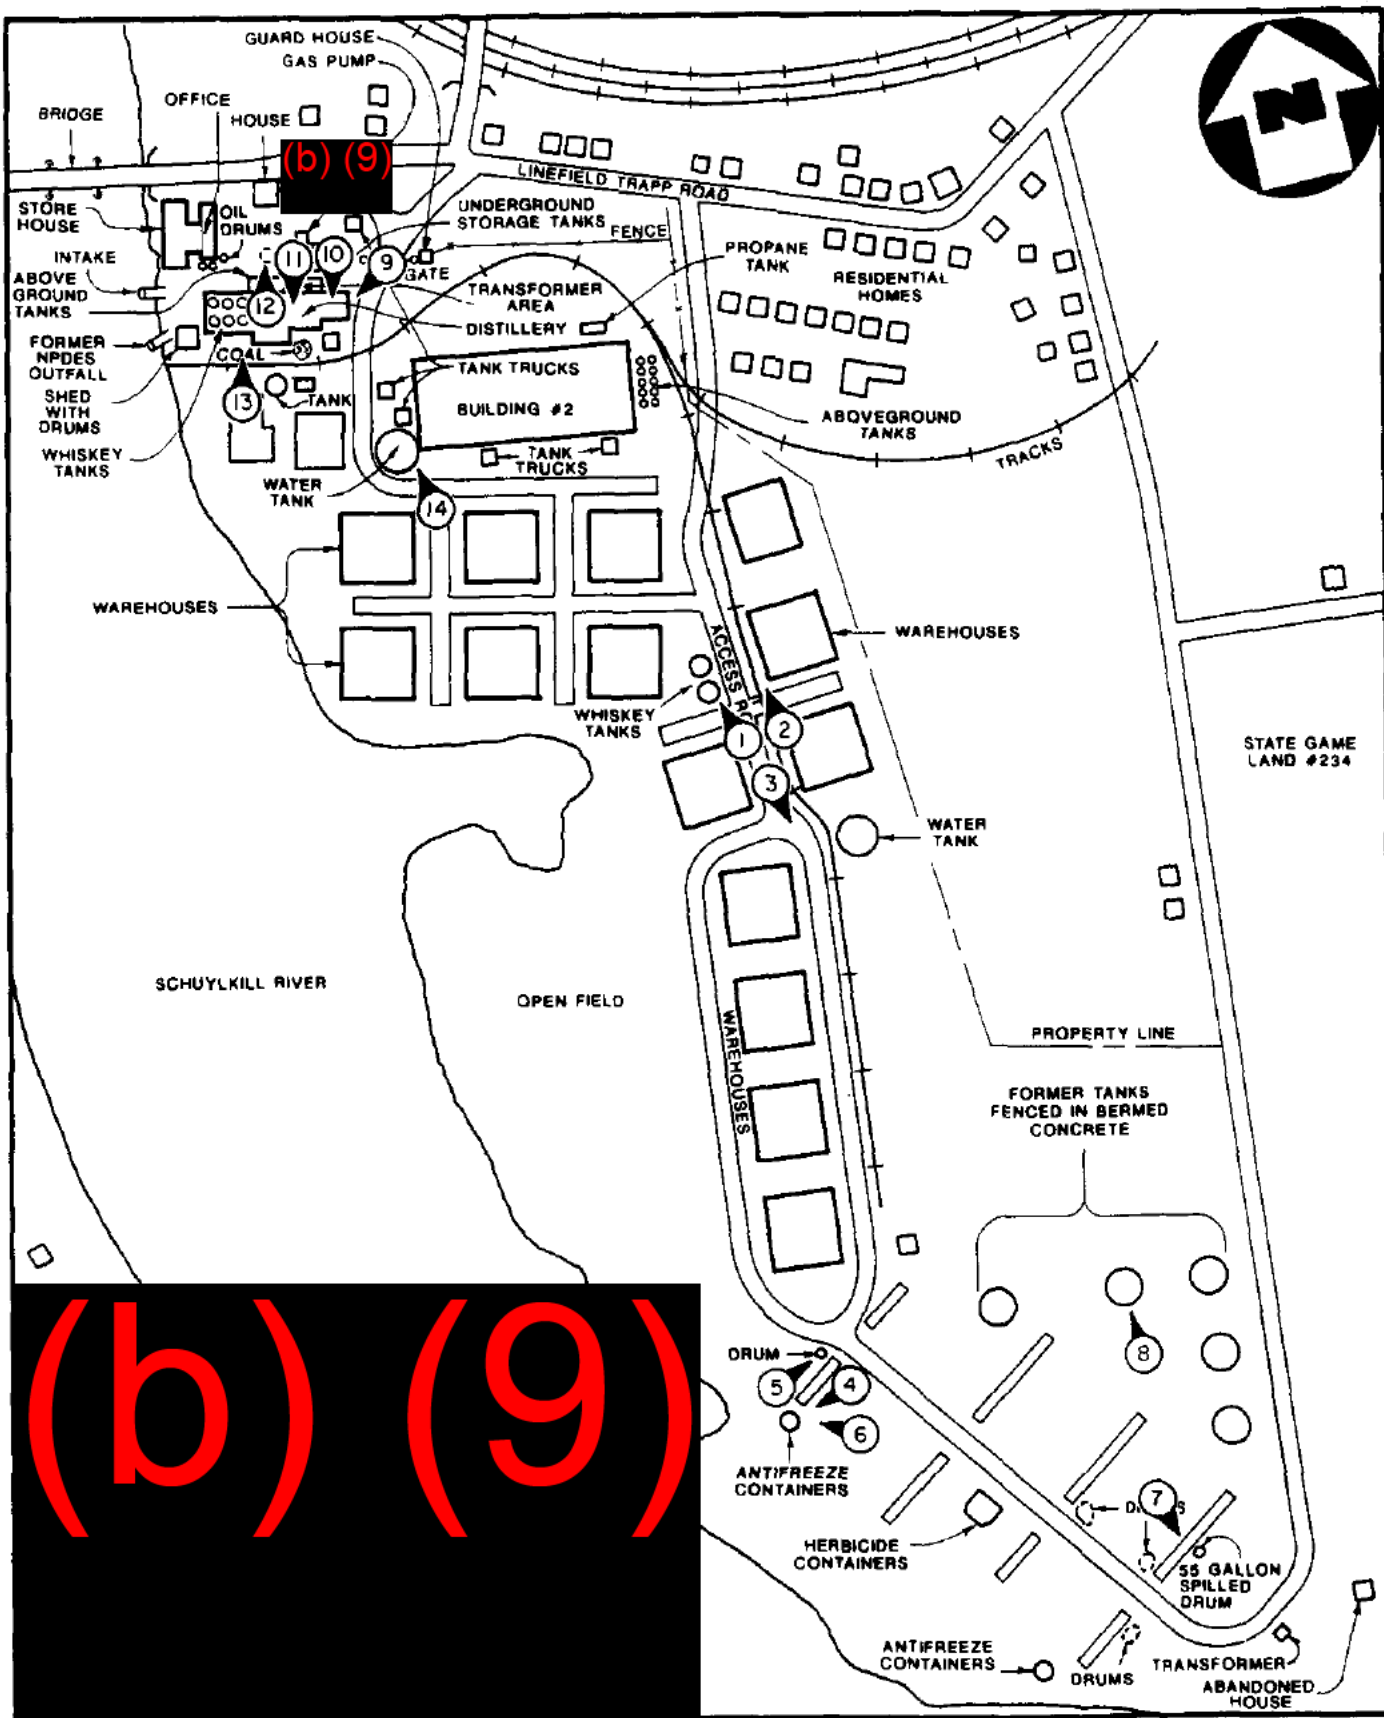 GUARD HOUSE
GAS PUMP
N
OFFICE
BRIDGE
HOUSE
(b) (9)
LINEFIELD TRAPP ROAD
STORE
HOUSE
OIL
DRUMS
UNDERGROUND
STORAGE TANKS
FENCE
INTAKE
11
10
9
GATE
PROPANE
TANK
RESIDENTIAL
HOMES
ABOVE
GROUND
TANKS
12
TRANSFORMER
AREA
DISTILLERY
FORMER
NPDES
OUTFALL
COAL
TANK TRUCKS
SHED
WITH
DRUMS
13
TANK
BUILDING #2
ABOVEGROUND
TANKS
WHISKEY
TANKS
TANK
TRUCKS
TRACKS
WATER
TANK
14
WAREHOUSES
WAREHOUSES
ACCESS
WHISKEY
TANKS
1
2
3
STATE GAME
LAND #234
WATER
TANK
SCHUYLKILL RIVER
OPEN FIELD
WAREHOUSES
PROPERTY LINE
FORMER TANKS
FENCED IN BERMED
CONCRETE
(b) (9)
DRUM
5
4
6
8
ANTIFREEZE
CONTAINERS
7
HERBICIDE
CONTAINERS
55 GALLON
SPILLED
DRUM
ANTIFREEZE
CONTAINERS
DRUMS
TRANSFORMER
ABANDONED
HOUSE